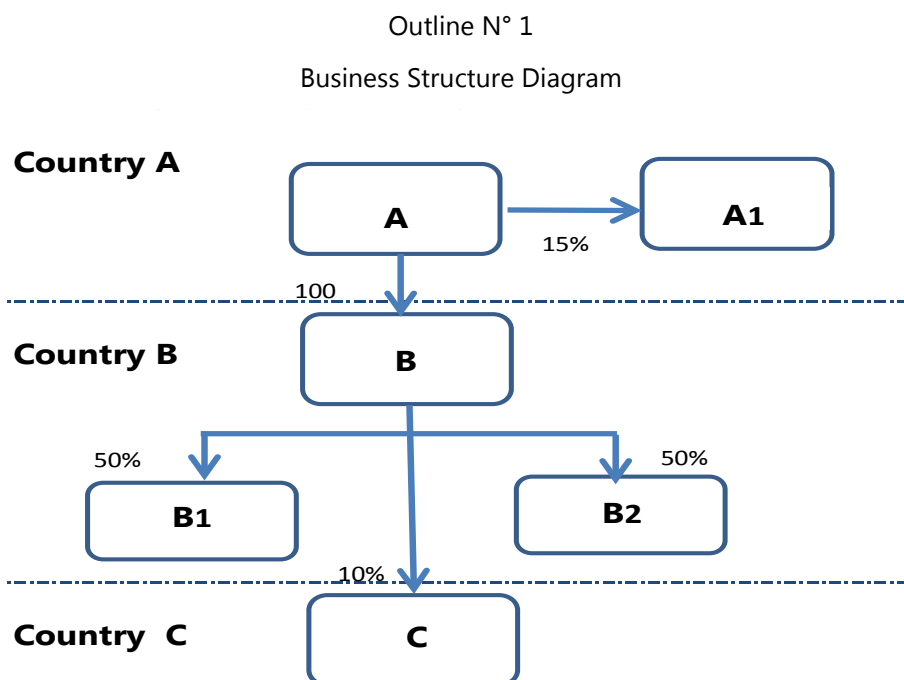 Outline N° 1
Business Structure Diagram
Country A
A
A1
15%
100
Country B
B
50%
50%
B1
B2
10%
Country C
C